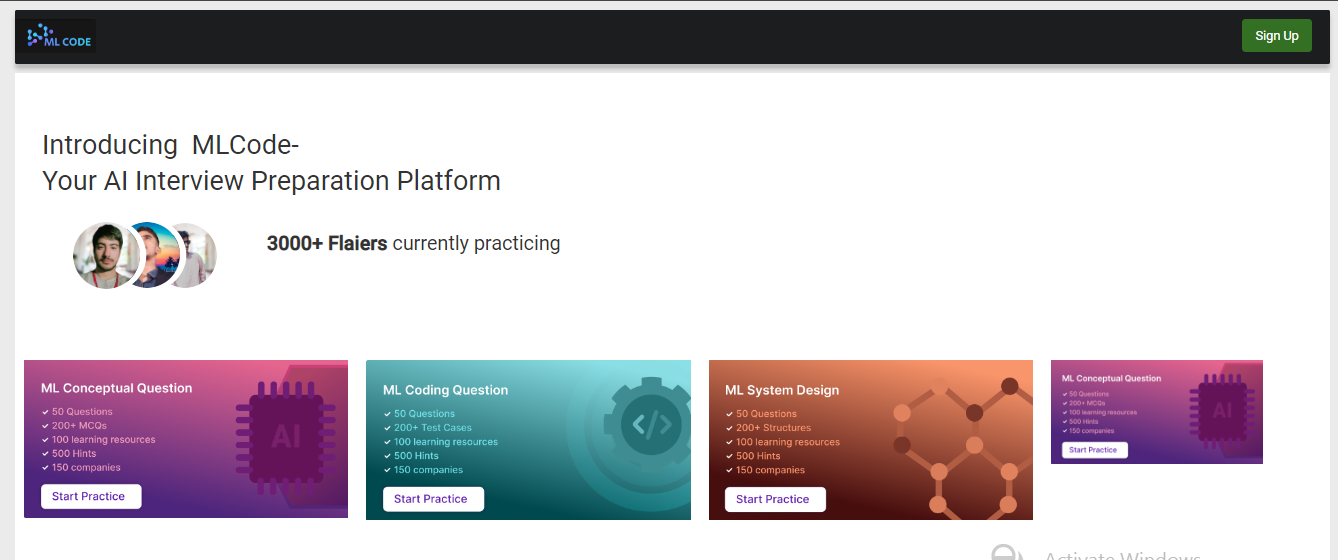 ML CODE
Sign Up
Introducing MLCode-
Your AI Interview Preparation Platform
3000+ Flaiers currently practicing
ML Conceptual Question
✓ 50 Questions
✓ 200+ MCQs
✓ 100 learning resources
✓ 500 Hints
✓ 150 companies
AI
Start Practice
ML Coding Question
✓ 50 Questions
✓ 200+ Test Cases
✓ 100 learning resources
✓ 500 Hints
✓ 150 companies
</>
Start Practice
ML System Design
✓ 50 Questions
✓ 200+ Structures
✓ 100 learning resources
✓ 500 Hints
✓ 150 companies
Start Practice
ML Conceptual Question
✓ 50 Questions
✓ 200+ MCQs
✓ 100 learning resources
✓ 500 Hints
✓ 150 companies
AI
Start Practice
Activate Windows